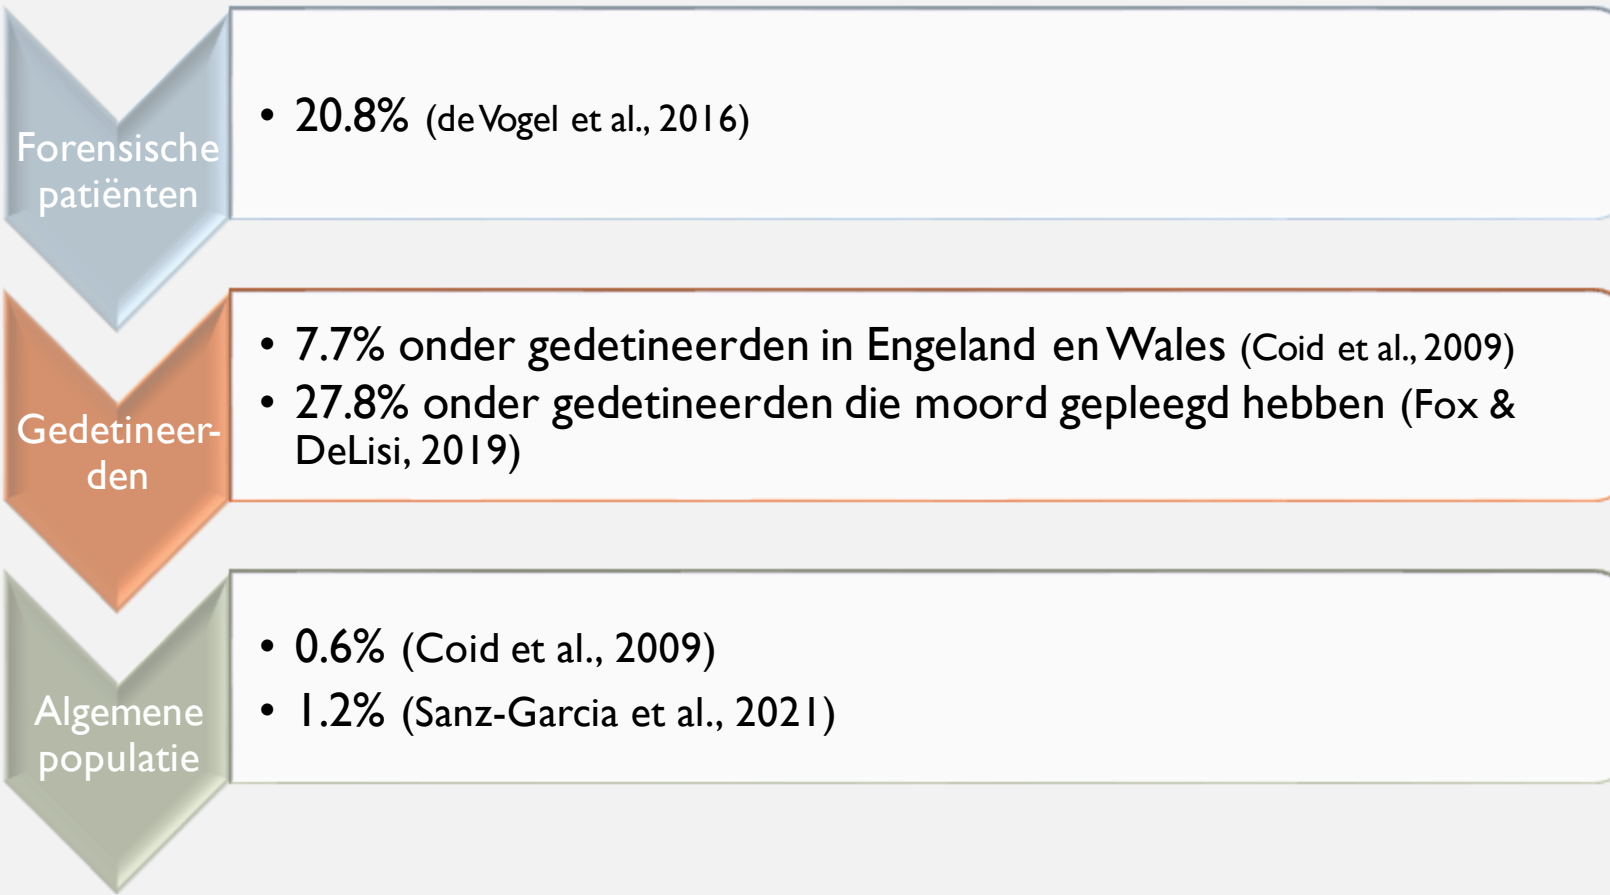 Forensische
patiënten
• 20.8% (de Vogel et al., 2016)
Gedetineer-
den
• 7.7% onder gedetineerden in Engeland en Wales (Coid et al., 2009)
• 27.8% onder gedetineerden die moord gepleegd hebben (Fox &
DeLisi, 2019)
Algemene
populatie
• 0.6% (Coid et al., 2009)
• 1.2% (Sanz-Garcia et al., 2021)